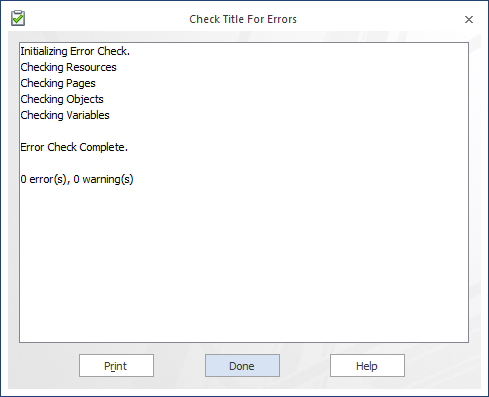 Check Title For Errors
Initializing Error Check.
Checking Resources
Checking Pages
Checking Objects
Checking Variables
Error Check Complete.
0 error(s), 0 warning(s)
Print Done Help